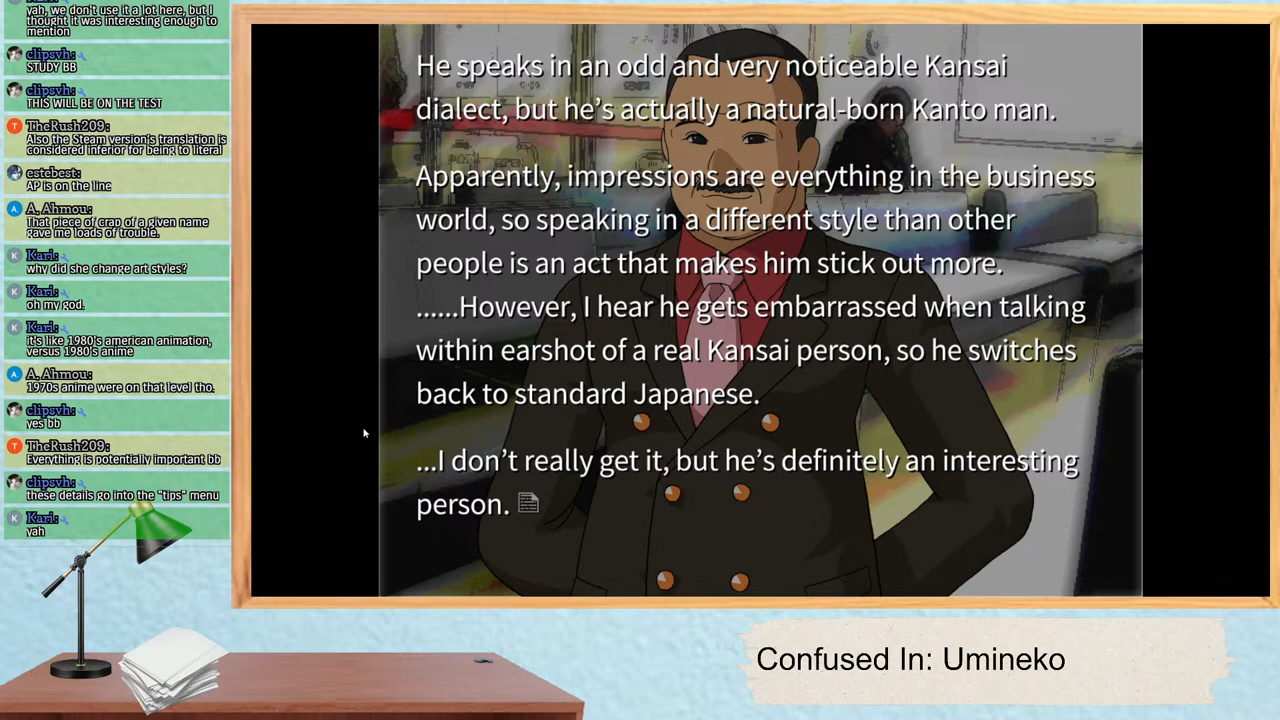 yah, we don't use it a lot here, but I
thought it was interesting enough to
mention
clipsvh:
STUDY BB
clipsvh:
THIS WILL BE ON THE TEST
TheRush209:
Also the Steam version's translation is
considered inferior for being to literal
estebest:
AP is on the line
A. Ahmou:
That piece of crap of a given name
gave me loads of trouble.
Kari:
why did she change art styles?
Kari:
oh my god.
Kari:
it's like 1980's american animation,
versus 1980's anime
A. Ahmou:
1970s anime were on that level tho.
clipsvh:
yes bb
TheRush209:
Everything is potentially important bb
clipsvh:
these details go into the "tips" menu
Kari:
yah
He speaks in an odd and very noticeable Kansai
dialect, but he's actually a natural-born Kanto man.
Apparently, impressions are everything in the business
world, so speaking in a different style than other
people is an act that makes him stick out more.
......However, I hear he gets embarrassed when talking
within earshot of a real Kansai person, so he switches
back to standard Japanese.
...I don't really get it, but he's definitely an interesting
person.
Confused In: Umineko